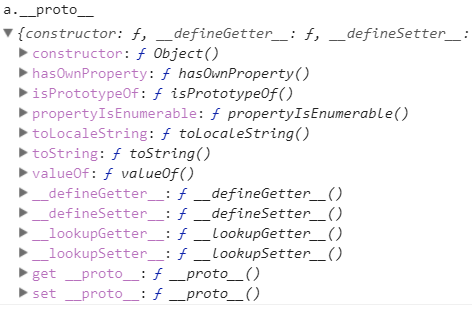 a.__proto__
▼{constructor: ƒ, __defineGetter__: ƒ, __defineSetter__:
▶constructor: ƒ Object()
▶hasOwnProperty: ƒ hasOwnProperty()
▶isPrototypeOf: ƒ isPrototypeOf()
▶propertyIsEnumerable: ƒ propertyIsEnumerable()
▶toLocaleString: ƒ toLocaleString()
▶toString: ƒ toString()
▶valueOf: ƒ valueOf()
▶__defineGetter__: ƒ __defineGetter__()
▶__defineSetter__: ƒ __defineSetter__()
▶__lookupGetter__: ƒ __lookupGetter__()
▶__lookupSetter__: ƒ __lookupSetter__()
▶get __proto__: ƒ __proto__()
▶set __proto__: ƒ __proto__()